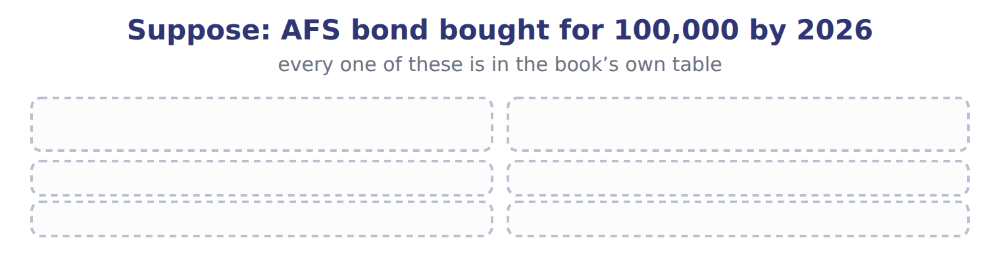 Suppose: AFS bond bought for 100,000 by 2026
every one of these is in the book’s own table